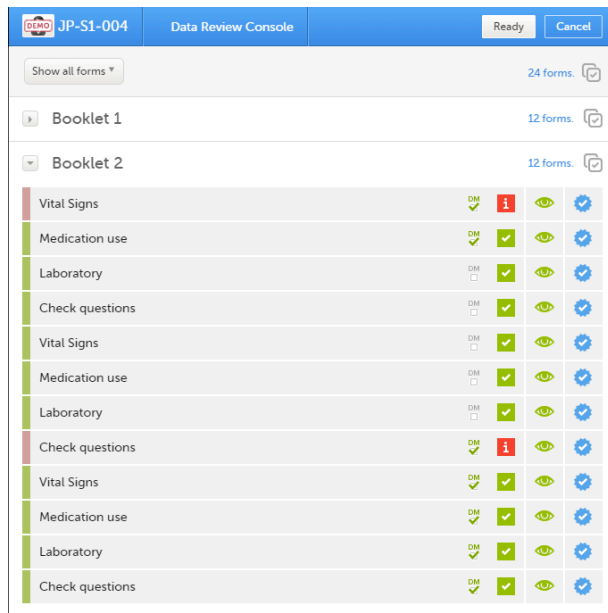 DEMO JP-S1-004 Data Review Console Ready Cancel
Show all forms 24 forms.
Booklet 1 12 forms.
Booklet 2 12 forms.
Vital Signs DM i
Medication use DM
Laboratory DM
Check questions DM
Vital Signs DM
Medication use DM
Laboratory DM
Check questions DM i
Vital Signs DM
Medication use DM
Laboratory DM
Check questions DM